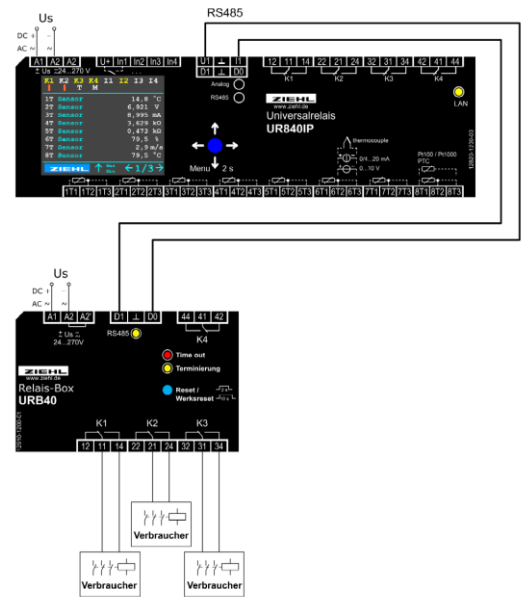 RS485
Us
DC + -
AC ~ ~
A1 A2 A2
U+ In1 In2 In3 In4
U1 ⊥ I1
D1 ⊥ D0
12 11 14 22 21 24 32 31 34 42 41 44
± Us ≂ 24...270 V
K1 K2 K3 K4
K1 K2 K3 K4 I1 I2 I3 I4
T M
Analog
RS485
LAN
1T Sensor 14,8 °C
2T Sensor 6,921 V
3T Sensor 8,995 mA
4T Sensor 3,629 kΩ
5T Sensor 0,473 kΩ
6T Sensor 79,5 %
7T Sensor 2,9 m/s
8T Sensor 79,5 °C
ZIEHL ↑ ←1/3→
Menu 2 s
ZIEHL
www.ziehl.de
Universalrelais
UR840IP
thermocouple
0/4...20 mA
0...10 V
Pt100 / Pt1000
PTC
12820-1230-03
1T1 1T2 1T3 2T1 2T2 2T3 3T1 3T2 3T3 4T1 4T2 4T3 5T1 5T2 5T3 6T1 6T2 6T3 7T1 7T2 7T3 8T1 8T2 8T3
Us
DC + -
AC ~ ~
A1 A2 A2'
D1 ⊥ D0
44 41 42
± Us ≂
24...270V
RS485
K4
ZIEHL
www.ziehl.de
Relais-Box
URB40
12010-1200-01
Time out
Terminierung
Reset /
Werksreset
K1 K2 K3
12 11 14 22 21 24 32 31 34
Verbraucher
Verbraucher
Verbraucher